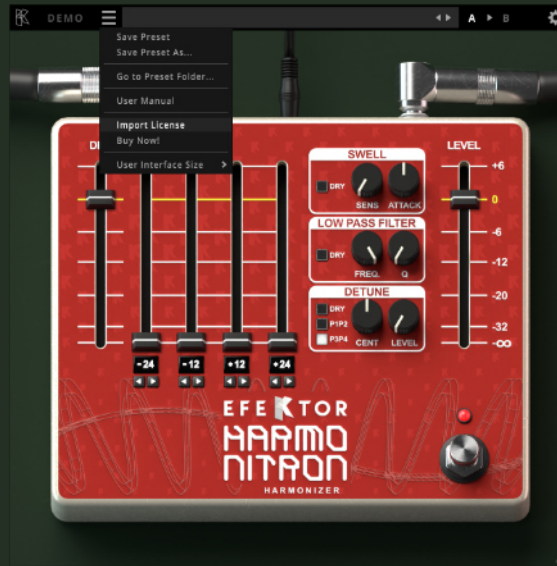 DEMO
A
B
Save Preset
Save Preset As...
Go to Preset Folder...
User Manual
Import License
Buy Now!
User Interface Size
SWELL
DRY
SENS
ATTACK
LOW PASS FILTER
DRY
FREQ.
Q
DETUNE
DRY
P1P2
P3P4
CENT
LEVEL
LEVEL
+6
0
-6
-12
-20
-32
-∞
-24
-12
+12
+24
EFEKTOR
HARMO
NITRON
HARMONIZER